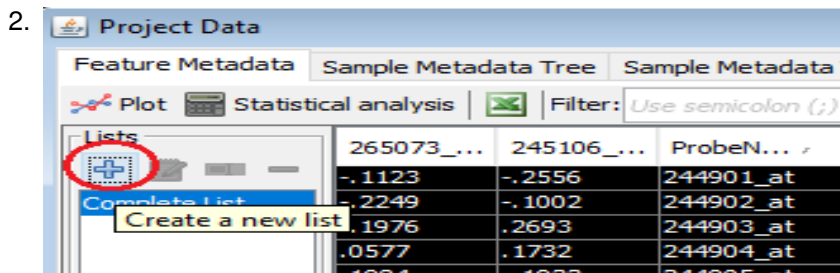 2. Project Data
Feature Metadata Sample Metadata Tree Sample Metadata
Plot Statistical analysis Filter: Use semicolon (;)
Lists
265073_... 245106_... ProbeN...
-.1123 -.2556 244901_at
Complete List -.2249 -.1002 244902_at
Create a new list .1976 .2693 244903_at
.0577 .1732 244904_at